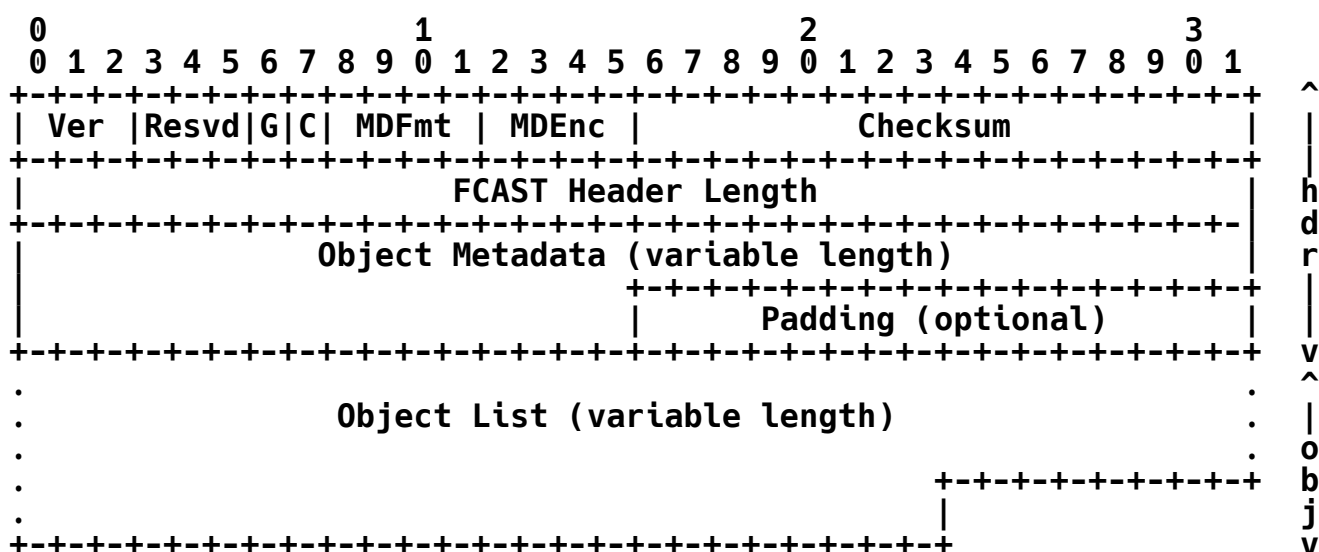 0                   1                   2                   3
 0 1 2 3 4 5 6 7 8 9 0 1 2 3 4 5 6 7 8 9 0 1 2 3 4 5 6 7 8 9 0 1
+-+-+-+-+-+-+-+-+-+-+-+-+-+-+-+-+-+-+-+-+-+-+-+-+-+-+-+-+-+-+-+-+  ^
| Ver |Resvd|G|C| MDFmt | MDEnc |           Checksum            |  |
+-+-+-+-+-+-+-+-+-+-+-+-+-+-+-+-+-+-+-+-+-+-+-+-+-+-+-+-+-+-+-+-+  |
|                      FCAST Header Length                      |  h
+-+-+-+-+-+-+-+-+-+-+-+-+-+-+-+-+-+-+-+-+-+-+-+-+-+-+-+-+-+-+-+-|  d
|               Object Metadata (variable length)               |  r
|                               +-+-+-+-+-+-+-+-+-+-+-+-+-+-+-+-+  |
|                               |      Padding (optional)       |  |
+-+-+-+-+-+-+-+-+-+-+-+-+-+-+-+-+-+-+-+-+-+-+-+-+-+-+-+-+-+-+-+-+  v
.                                                               .  ^
.                Object List (variable length)                  .  |
.                                                               .  o
.                                               +-+-+-+-+-+-+-+-+  b
.                                               |                  j
+-+-+-+-+-+-+-+-+-+-+-+-+-+-+-+-+-+-+-+-+-+-+-+-+                  v